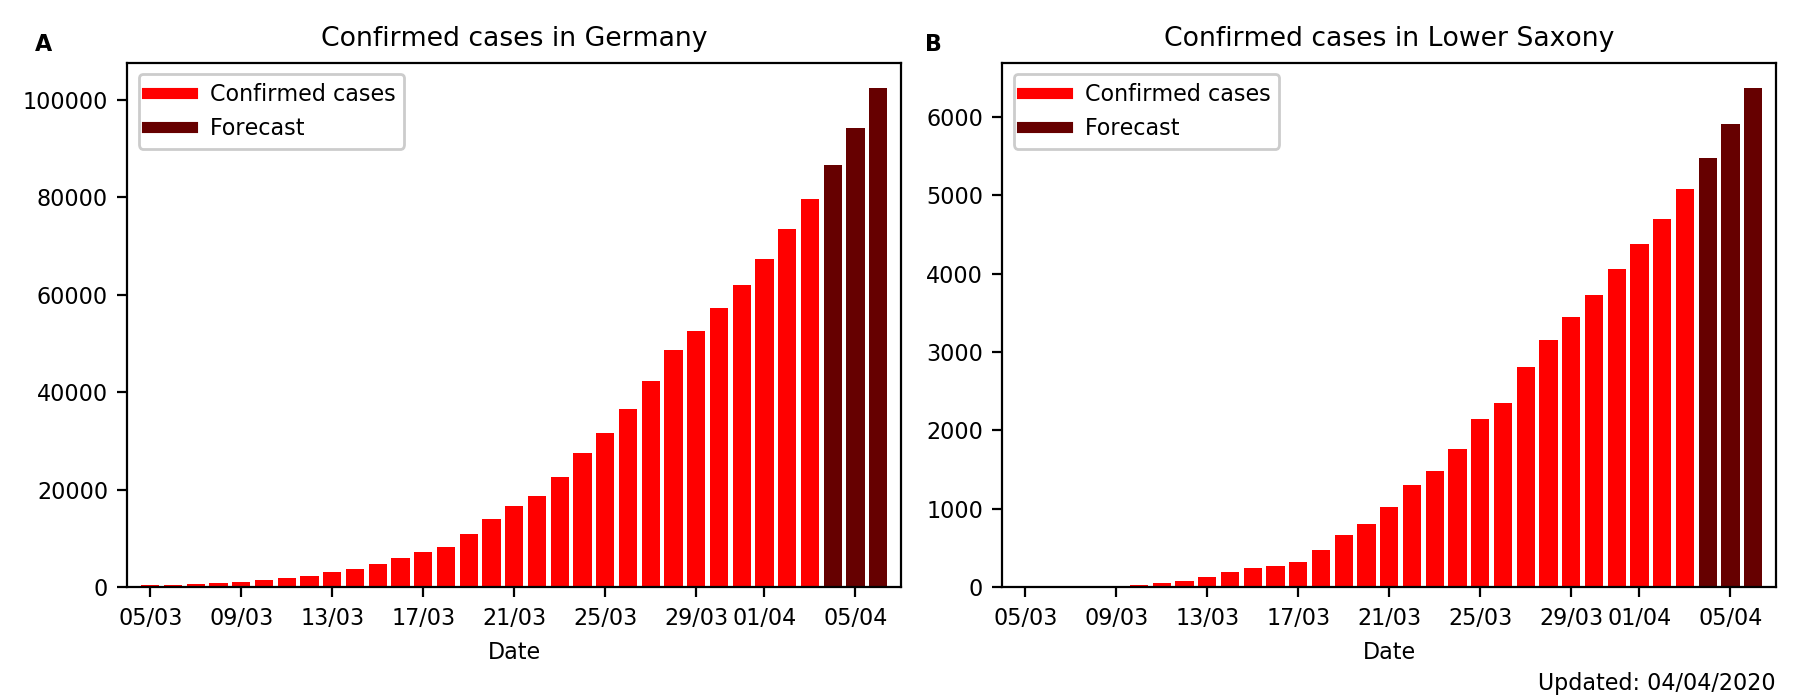 A
Confirmed cases in Germany
Confirmed cases
Forecast
100000
80000
60000
40000
20000
0
05/03 09/03 13/03 17/03 21/03 25/03 29/03 01/04 05/04
Date
B
Confirmed cases in Lower Saxony
Confirmed cases
Forecast
6000
5000
4000
3000
2000
1000
0
05/03 09/03 13/03 17/03 21/03 25/03 29/03 01/04 05/04
Date
Updated: 04/04/2020